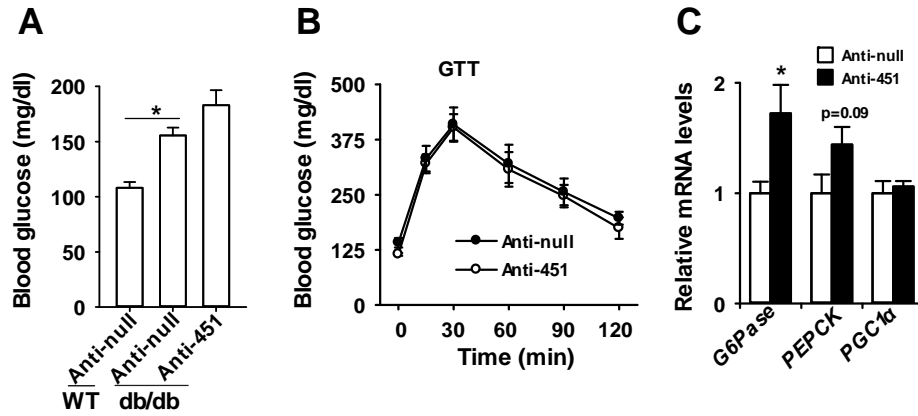 A
Blood glucose (mg/dl)
200
150
100
50
0
*
Anti-null
Anti-null
Anti-451
WT
db/db
B
GTT
Blood glucose (mg/dl)
500
375
250
125
0
Anti-null
Anti-451
0
30
60
90
120
Time (min)
C
Anti-null
Anti-451
Relative mRNA levels
2
1
0
*
p=0.09
G6Pase
PEPCK
PGC1α